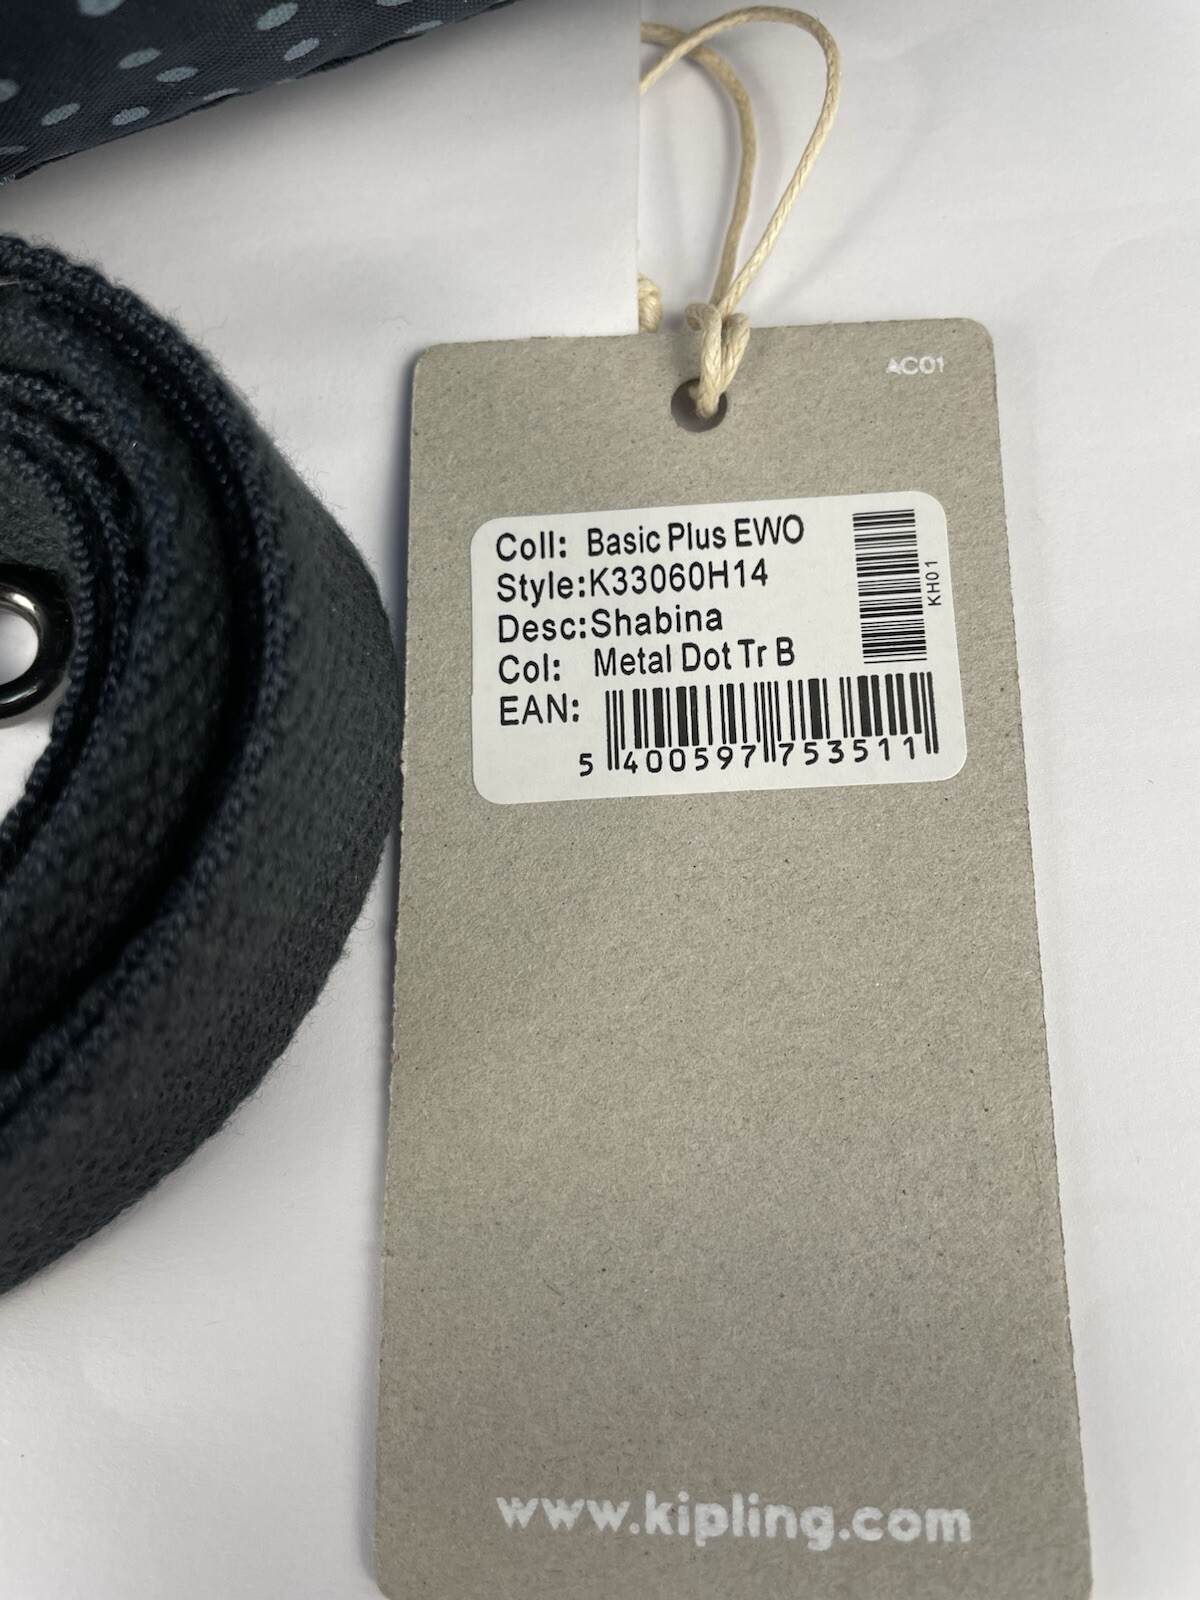 AC01
Coll: Basic Plus EWO
Style:K33060H14
Desc:Shabina
Col: Metal Dot Tr B
EAN:
5 400597 753511
KH01
www.kipling.com